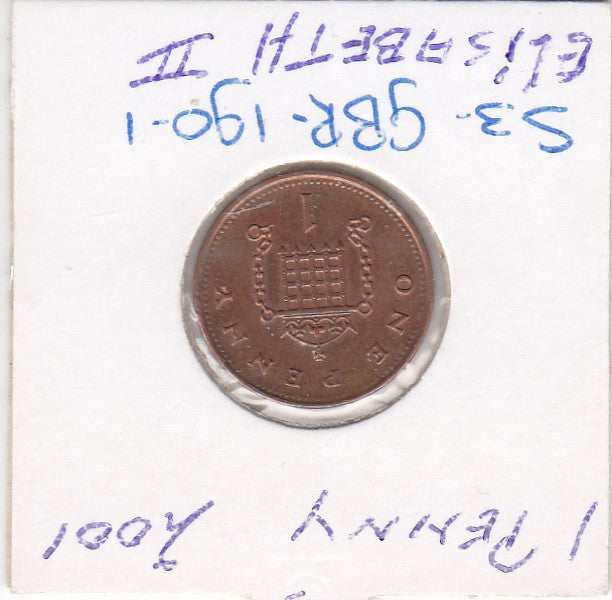 1 PENNY 2001
ONE PENNY
1
S3-GBR-190-1
ELISABETH II